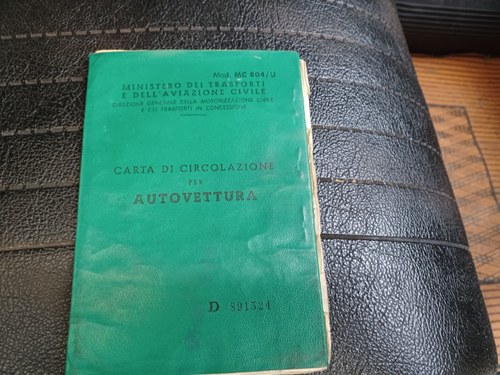 Mod. MC 804/U
MINISTERO DEI TRASPORTI
E DELL'AVIAZIONE CIVILE
DIREZIONE GENERALE DELLA MOTORIZZAZIONE CIVILE
E DEI TRASPORTI IN CONCESSIONE
CARTA DI CIRCOLAZIONE
PER
AUTOVETTURA
D 891324